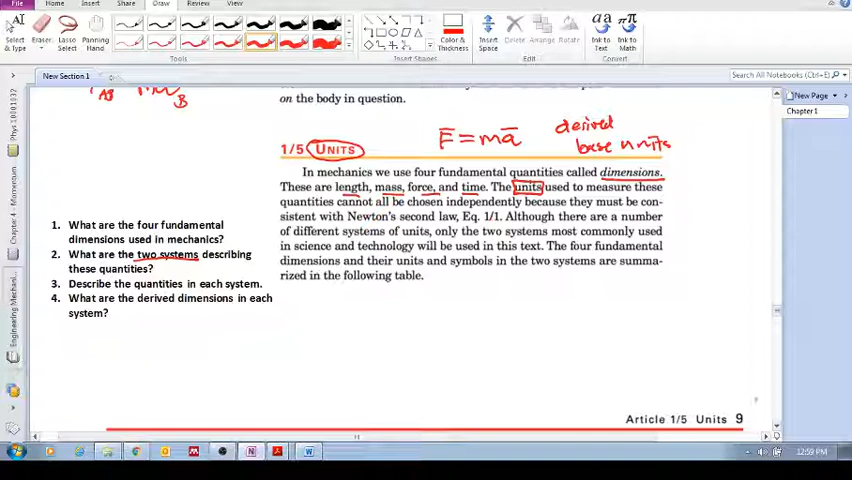 File
Home
Insert
Share
Draw
Review
View
Select
& Type
Eraser
Lasso
Select
Panning
Hand
Color &
Thickness
Insert
Space
Delete
Arrange
Rotate
Ink to
Text
Ink to
Math
Tools
Insert Shapes
Edit
Convert
New Section 1
Search All Notebooks (Ctrl+E)
New Page
Chapter1
Phys 10001032
Chapter 4 - Momentum
Engineering Mechani
AB
B
on the body in question.
F = ma
derived
base units
1/5 UNITS
In mechanics we use four fundamental quantities called dimensions.
These are length, mass, force, and time. The units used to measure these
quantities cannot all be chosen independently because they must be con-
sistent with Newton's second law, Eq. 1/1. Although there are a number
of different systems of units, only the two systems most commonly used
in science and technology will be used in this text. The four fundamental
dimensions and their units and symbols in the two systems are summa-
rized in the following table.
1. What are the four fundamental
dimensions used in mechanics?
2. What are the two systems describing
these quantities?
3. Describe the quantities in each system.
4. What are the derived dimensions in each
system?
Article 1/5 Units 9
12:59 PM